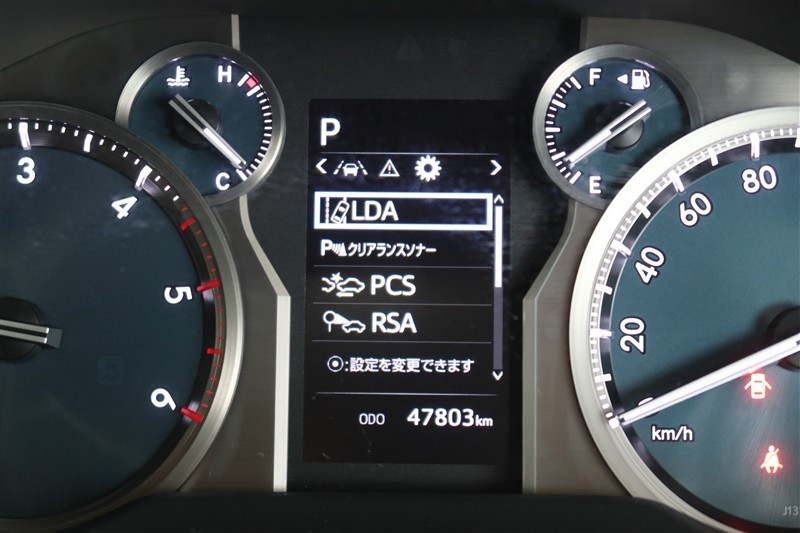 H
C
F
E
3
4
5
6
P
LDA
P クリアランスソナー
PCS
RSA
:設定を変更できます
ODO 47803km
80
60
40
20
km/h
J13